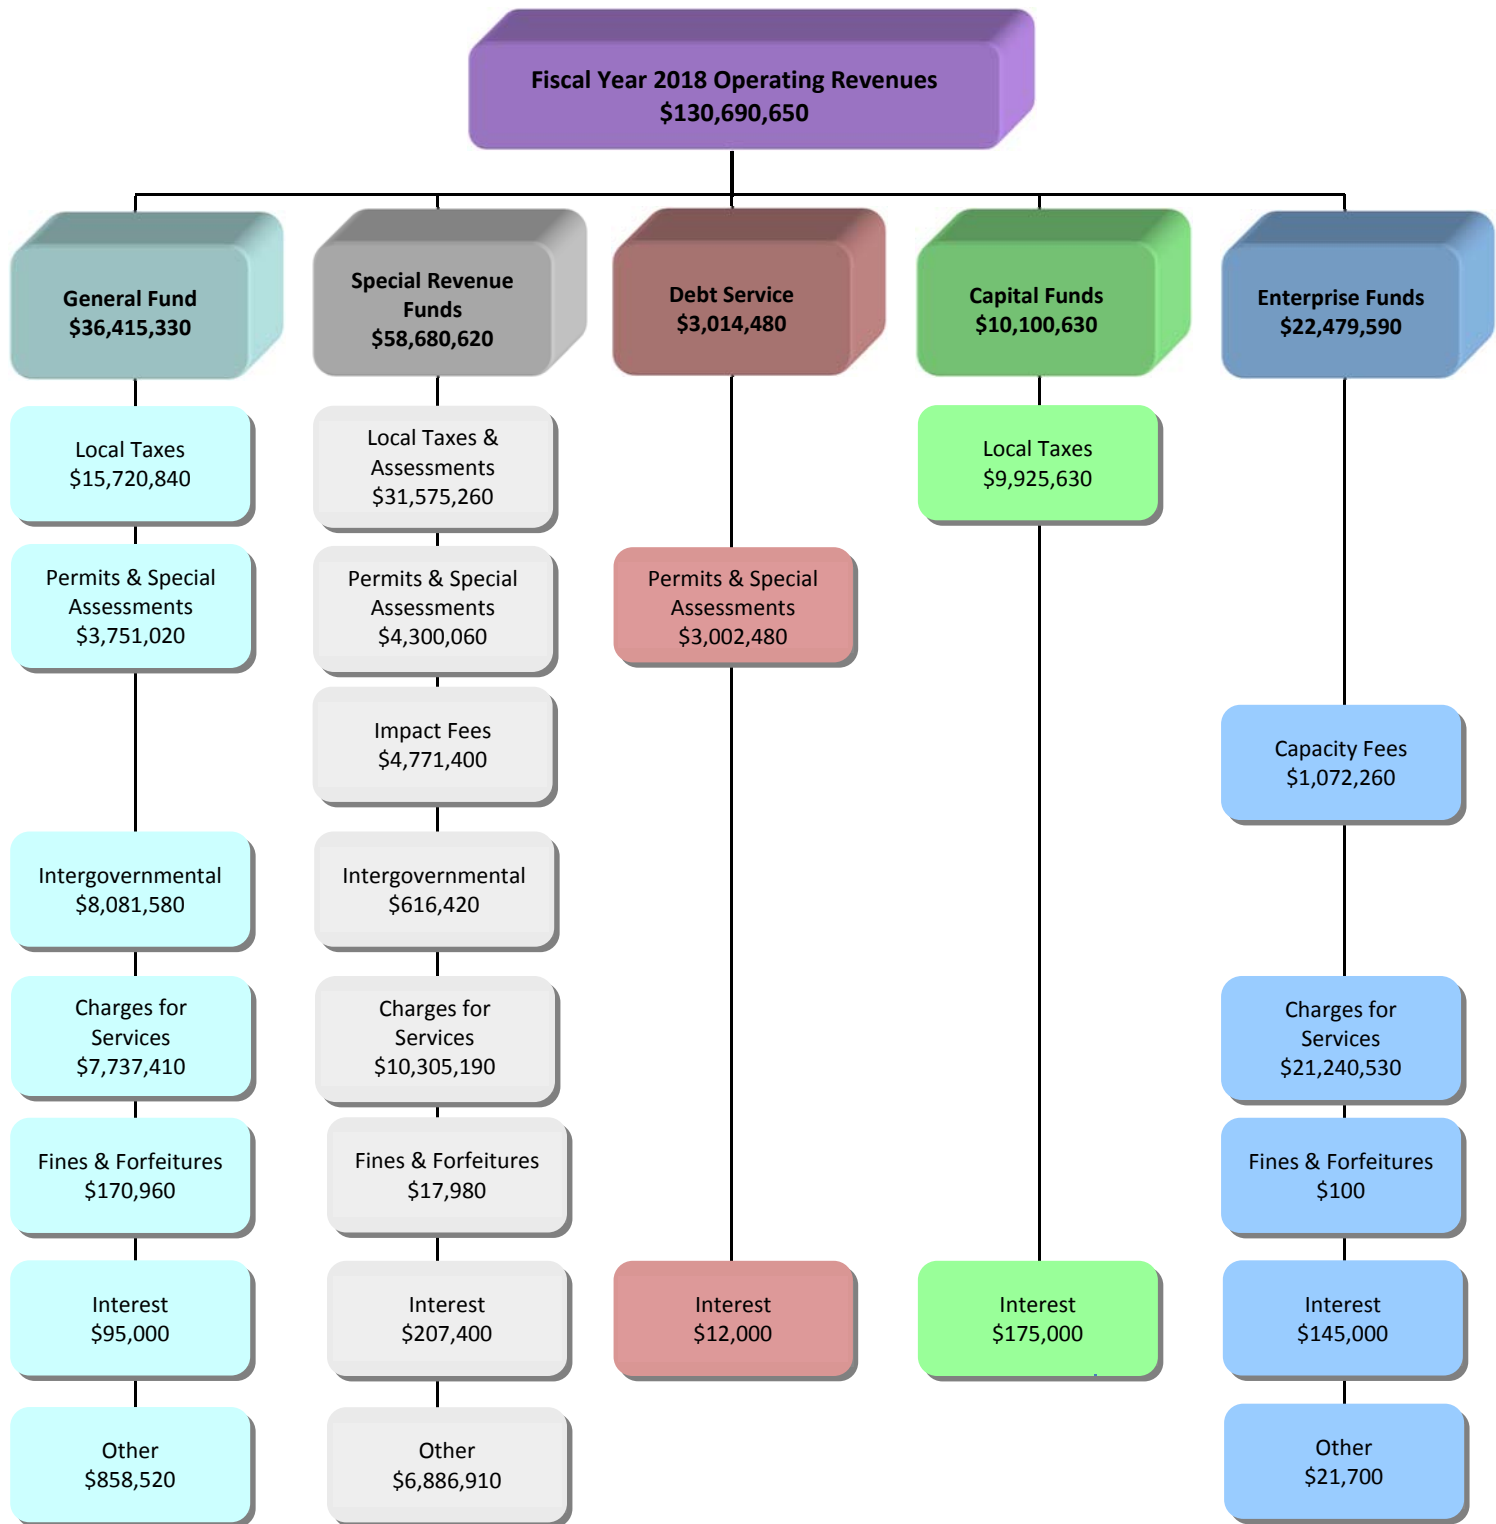 Fiscal Year 2018 Operating Revenues
$130,690,650
General Fund
$36,415,330
Special Revenue
Funds
$58,680,620
Debt Service
$3,014,480
Capital Funds
$10,100,630
Enterprise Funds
$22,479,590
Local Taxes
$15,720,840
Local Taxes &
Assessments
$31,575,260
Local Taxes
$9,925,630
Permits & Special
Assessments
$3,751,020
Permits & Special
Assessments
$4,300,060
Permits & Special
Assessments
$3,002,480
Impact Fees
$4,771,400
Capacity Fees
$1,072,260
Intergovernmental
$8,081,580
Intergovernmental
$616,420
Charges for
Services
$7,737,410
Charges for
Services
$10,305,190
Charges for
Services
$21,240,530
Fines & Forfeitures
$170,960
Fines & Forfeitures
$17,980
Fines & Forfeitures
$100
Interest
$95,000
Interest
$207,400
Interest
$12,000
Interest
$175,000
Interest
$145,000
Other
$858,520
Other
$6,886,910
Other
$21,700